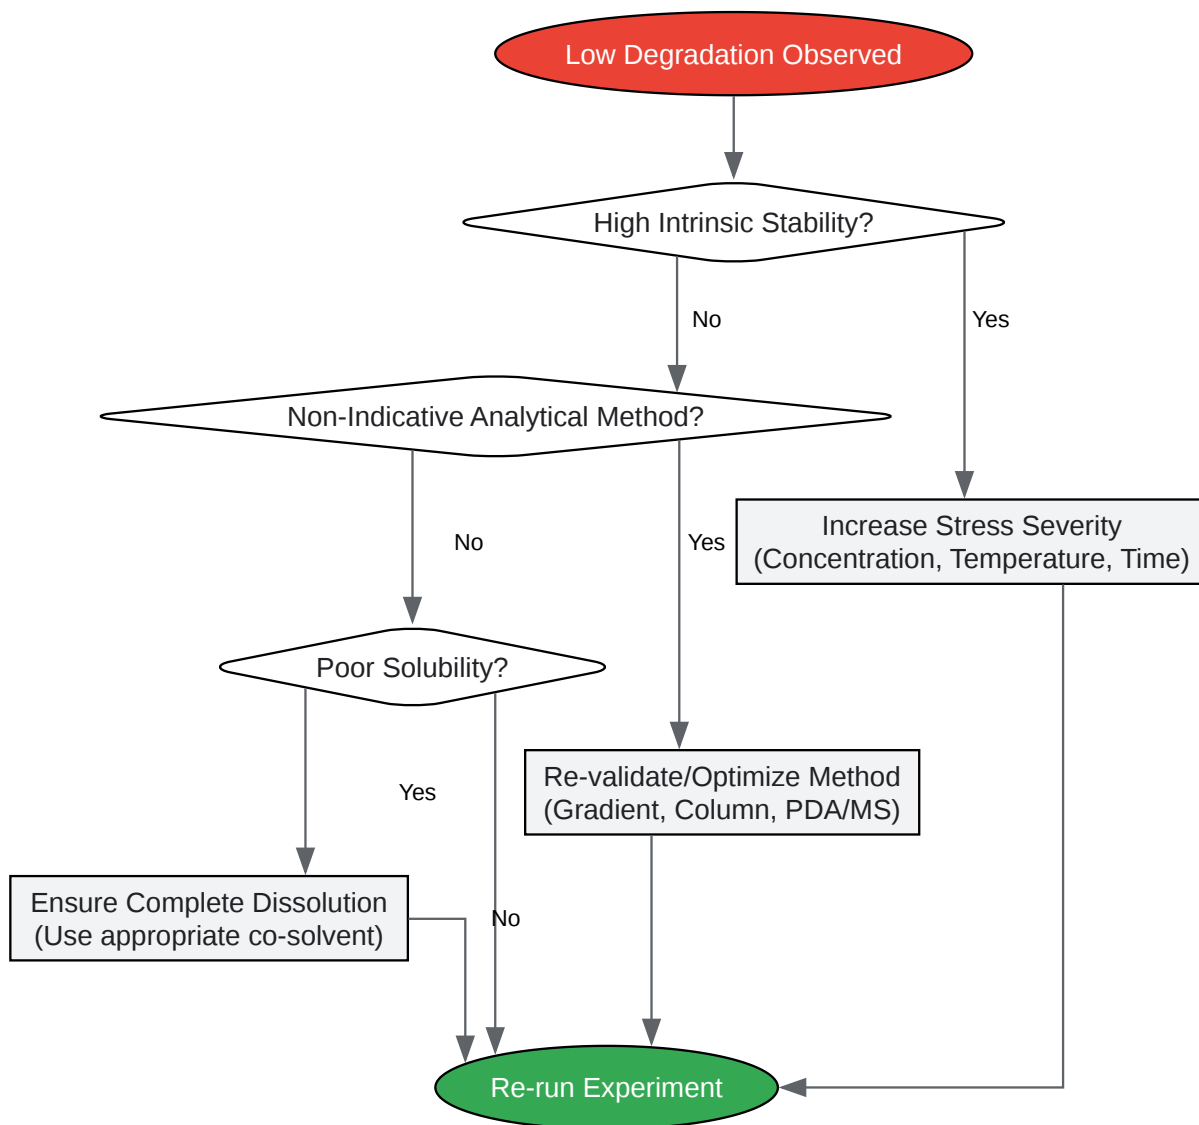 Low Degradation Observed
High Intrinsic Stability?
No
Yes
Non-Indicative Analytical Method?
Increase Stress Severity
(Concentration, Temperature, Time)
No
Yes
Poor Solubility?
Re-validate/Optimize Method
(Gradient, Column, PDA/MS)
Yes
Ensure Complete Dissolution
(Use appropriate co-solvent)
No
Re-run Experiment